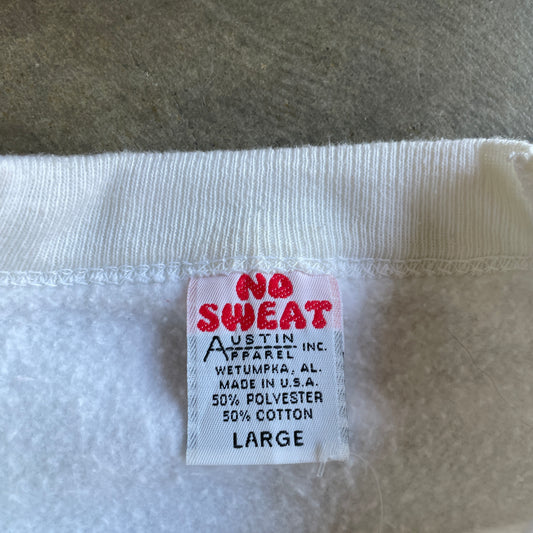 NO
SWEAT
AUSTIN
APPAREL INC.
WETUMPKA, AL.
MADE IN U.S.A.
50% POLYESTER
50% COTTON
LARGE